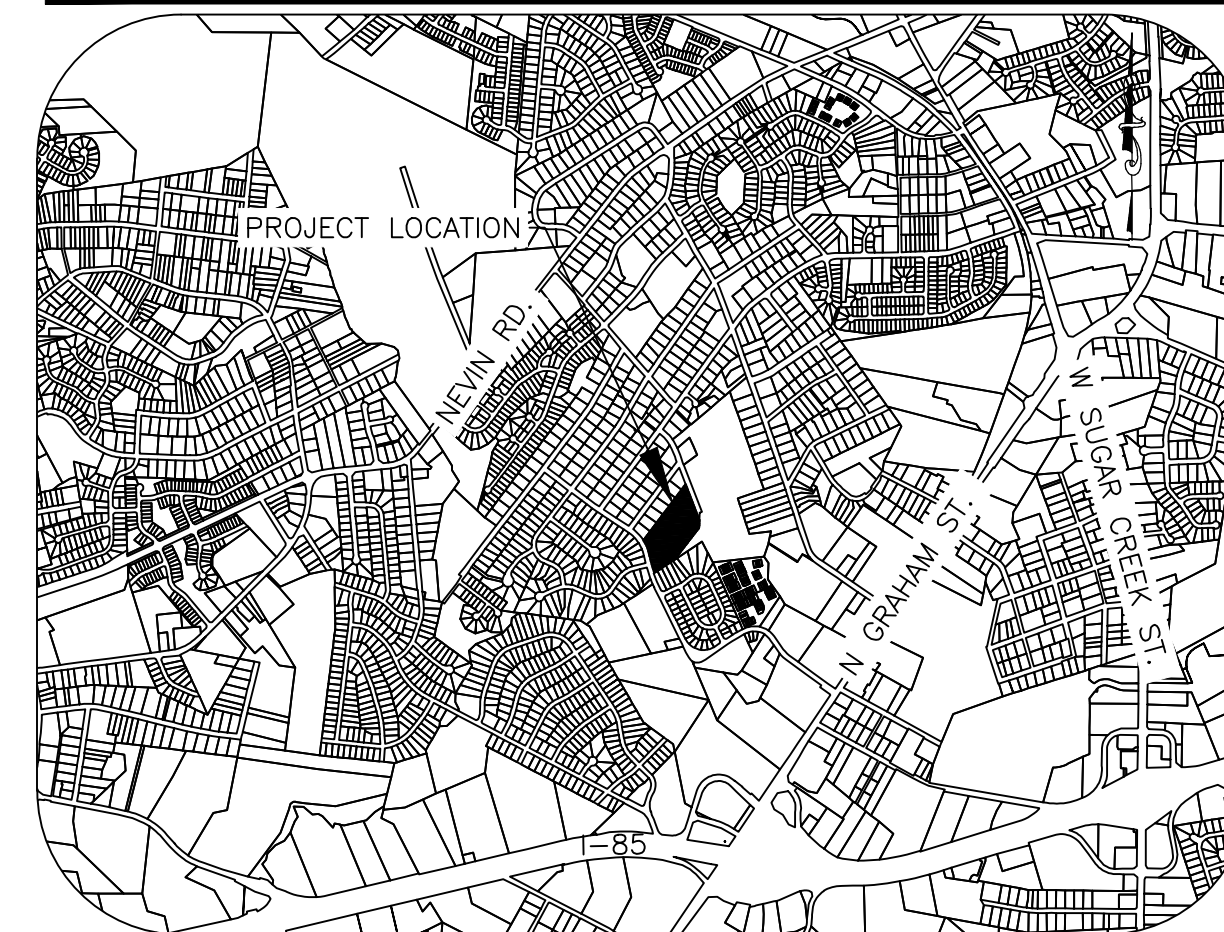 PROJECT LOCATION
NEVIN RD.
W SUGAR CREEK ST.
N GRAHAM ST.
I-85